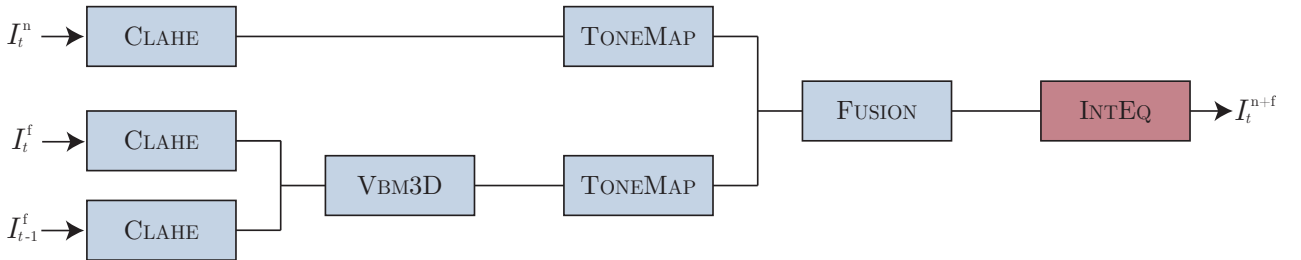 I_t^n CLAHE TONEMAP
FUSION INTEQ I_t^{n+f}
I_t^f CLAHE
VBM3D TONEMAP
I_{t-1}^f CLAHE